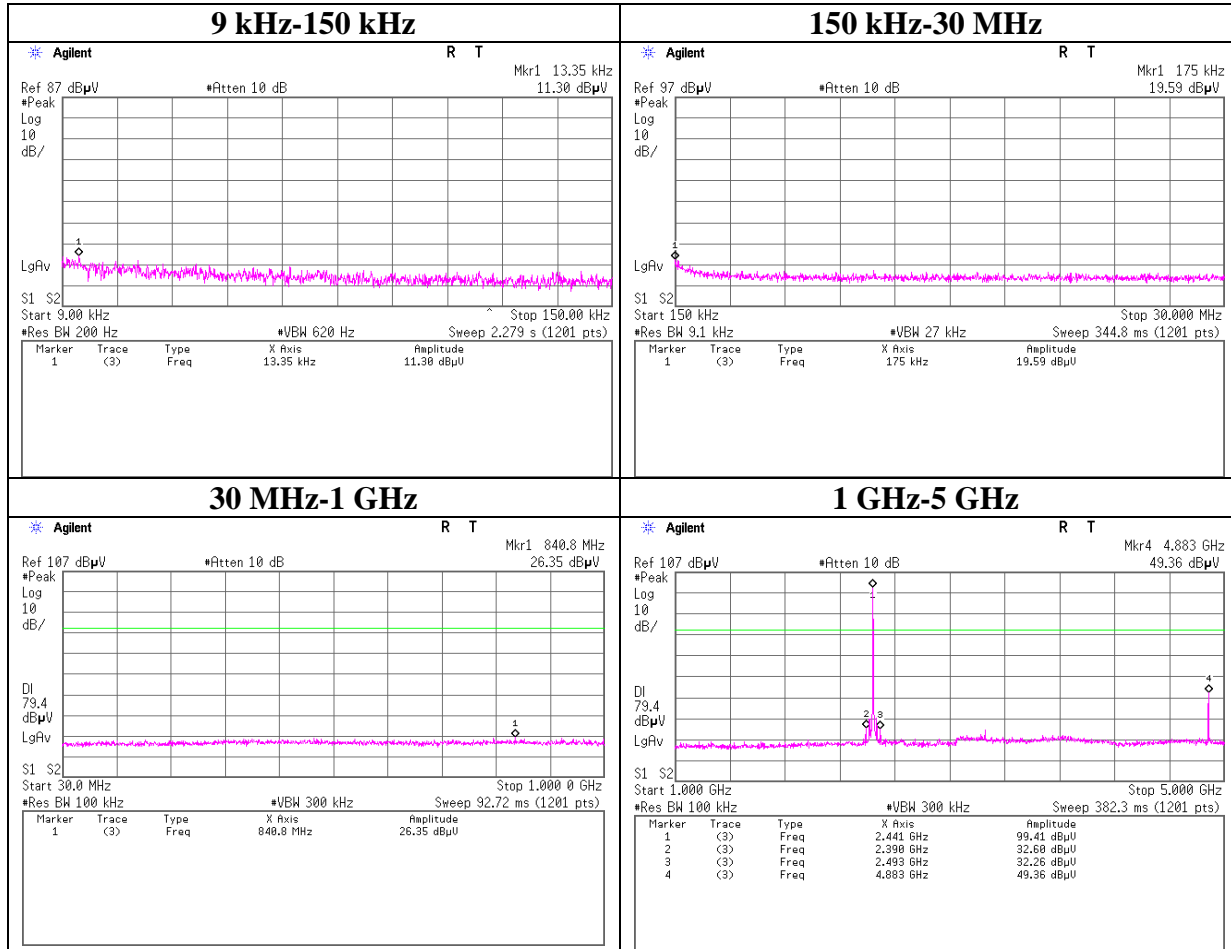 9 kHz-150 kHz
Agilent R T
Mkr1 13.35 kHz
Ref 87 dBµV #Atten 10 dB 11.30 dBµV
#Peak
Log
10
dB/
1
LgAv
S1 S2
Start 9.00 kHz ^ Stop 150.00 kHz
#Res BW 200 Hz #VBW 620 Hz Sweep 2.279 s (1201 pts)
Marker Trace Type X Axis Amplitude
1 (3) Freq 13.35 kHz 11.30 dBµV
150 kHz-30 MHz
Agilent R T
Mkr1 175 kHz
Ref 97 dBµV #Atten 10 dB 19.59 dBµV
#Peak
Log
10
dB/
1
LgAv
S1 S2
Start 150 kHz Stop 30.000 MHz
#Res BW 9.1 kHz #VBW 27 kHz Sweep 344.8 ms (1201 pts)
Marker Trace Type X Axis Amplitude
1 (3) Freq 175 kHz 19.59 dBµV
30 MHz-1 GHz
Agilent R T
Mkr1 840.8 MHz
Ref 107 dBµV #Atten 10 dB 26.35 dBµV
#Peak
Log
10
dB/
DI
79.4
dBµV
1
LgAv
S1 S2
Start 30.0 MHz Stop 1.000 0 GHz
#Res BW 100 kHz #VBW 300 kHz Sweep 92.72 ms (1201 pts)
Marker Trace Type X Axis Amplitude
1 (3) Freq 840.8 MHz 26.35 dBµV
1 GHz-5 GHz
Agilent R T
Mkr4 4.883 GHz
Ref 107 dBµV #Atten 10 dB 49.36 dBµV
#Peak
1
Log
10
dB/
4
DI
79.4
2 3
dBµV
LgAv
S1 S2
Start 1.000 GHz Stop 5.000 GHz
#Res BW 100 kHz #VBW 300 kHz Sweep 382.3 ms (1201 pts)
Marker Trace Type X Axis Amplitude
1 (3) Freq 2.441 GHz 99.41 dBµV
2 (3) Freq 2.390 GHz 32.60 dBµV
3 (3) Freq 2.493 GHz 32.26 dBµV
4 (3) Freq 4.883 GHz 49.36 dBµV